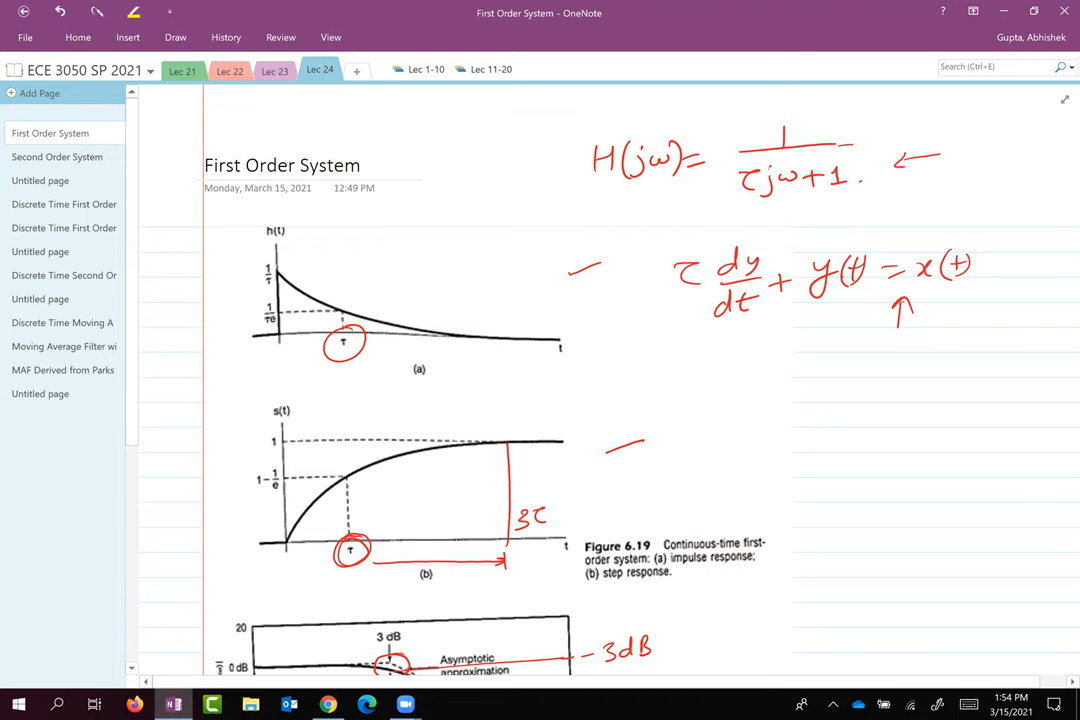 First Order System - OneNote
?
File
Home
Insert
Draw
History
Review
View
Gupta, Abhishek
ECE 3050 SP 2021
Lec 21
Lec 22
Lec 23
Lec 24
Lec 1-10
Lec 11-20
Search (Ctrl+E)
Add Page
First Order System
Second Order System
Untitled page
Discrete Time First Order
Discrete Time First Order
Untitled page
Discrete Time Second Or
Untitled page
Discrete Time Moving A
Moving Average Filter wi
MAF Derived from Parks
Untitled page
First Order System
Monday, March 15, 2021 12:49 PM
H(jω) = 1 / (τjω+1).
τ dy/dt + y(t) = x(t)
h(t)
1/τ
1/τe
τ
t
(a)
s(t)
1
1-1/e
3τ
τ
t
(b)
Figure 6.19 Continuous-time first-
order system: (a) impulse response;
(b) step response.
20
3 dB
0 dB
Asymptotic
approximation
-3dB
1:54 PM
3/15/2021